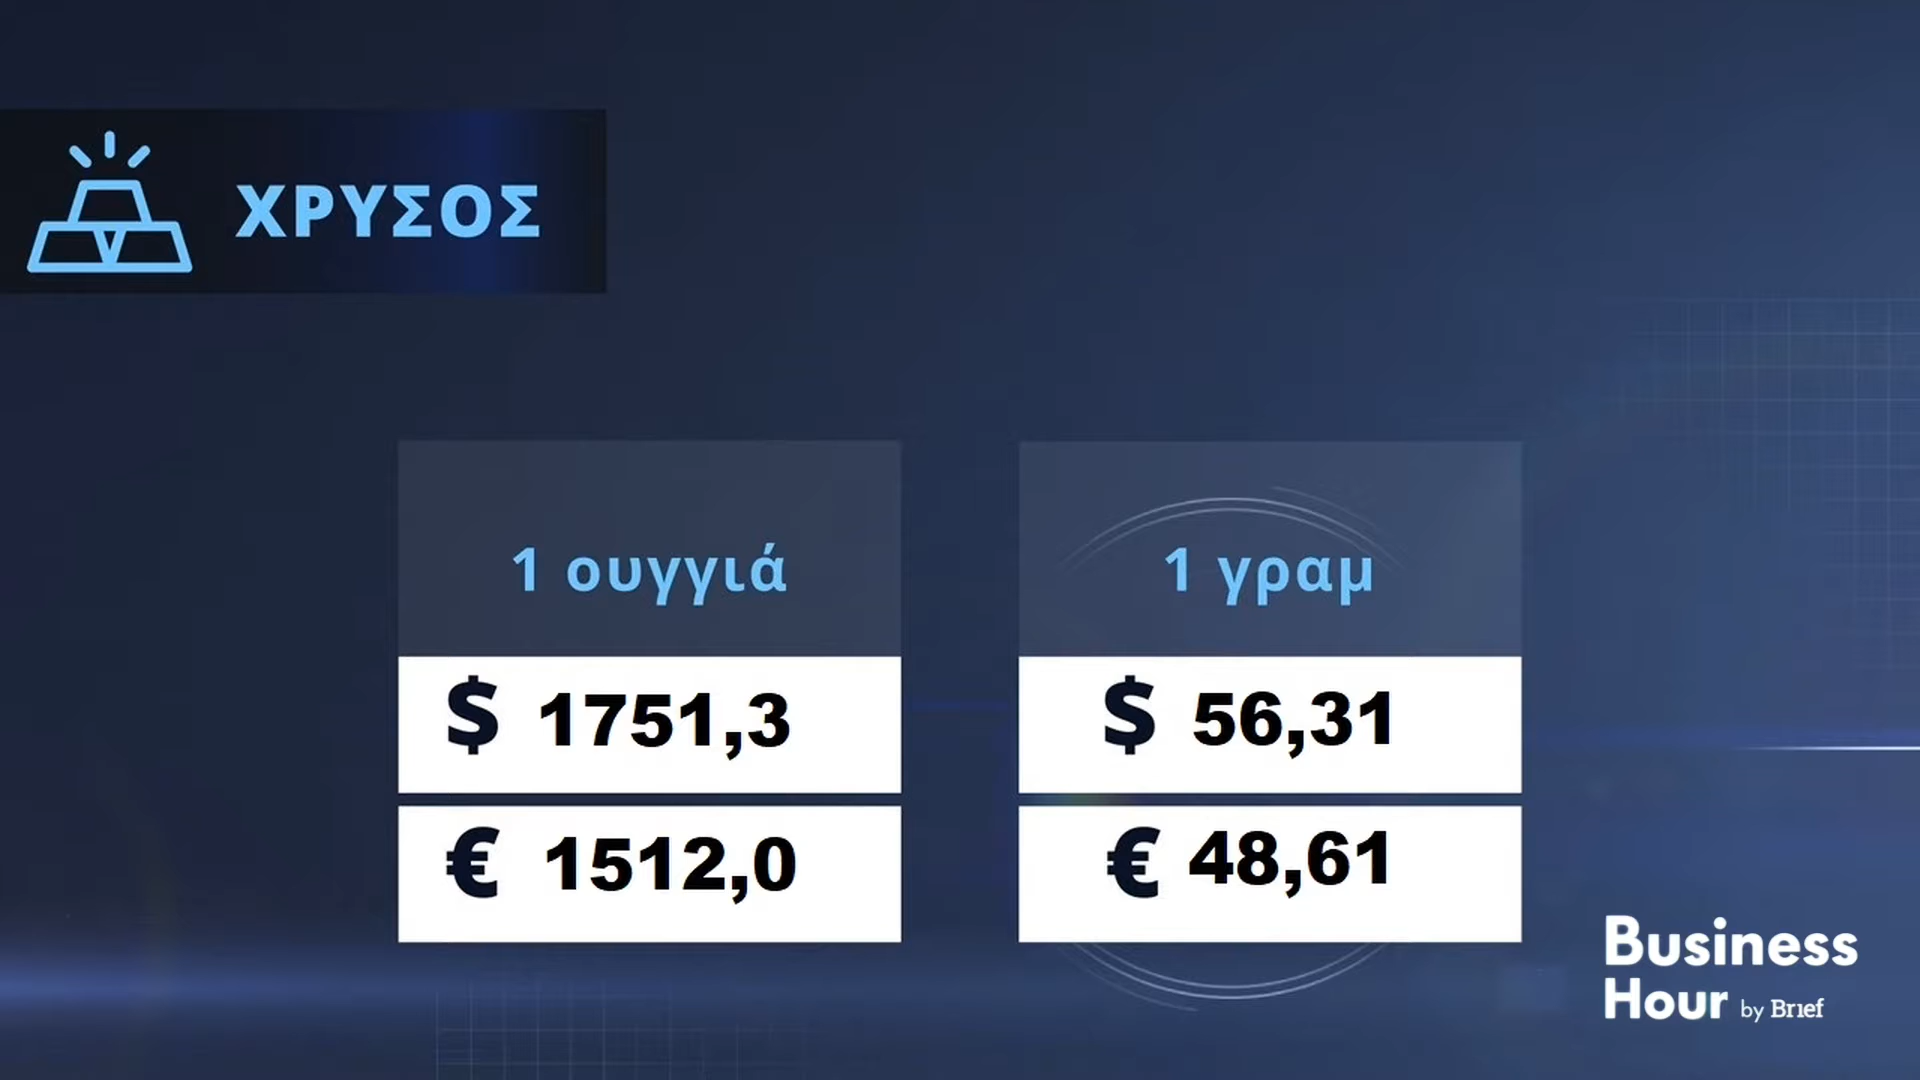 ΧΡΥΣΟΣ
1 ουγγιά
$ 1751,3
€ 1512,0
1 γραμ
$ 56,31
€ 48,61
Business
Hour by Brief